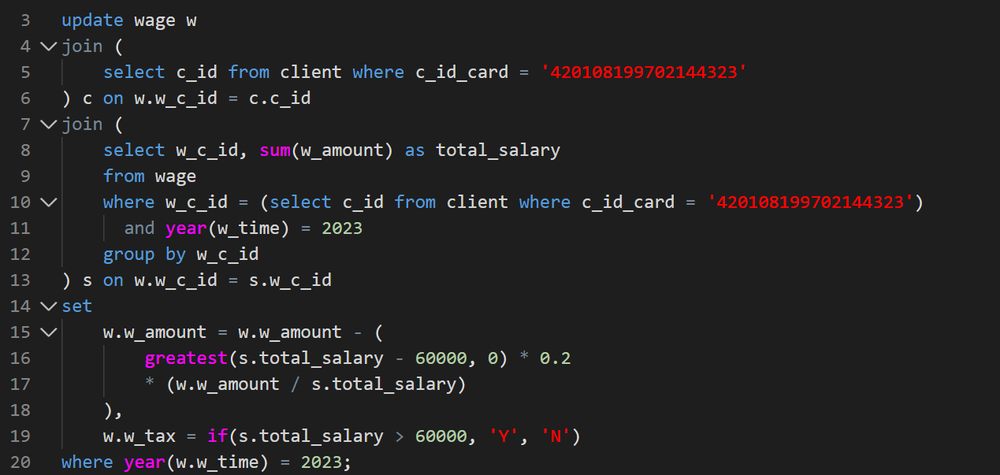 3 update wage w
4 join (
5 select c_id from client where c_id_card = '420108199702144323'
6 ) c on w.w_c_id = c.c_id
7 join (
8 select w_c_id, sum(w_amount) as total_salary
9 from wage
10 where w_c_id = (select c_id from client where c_id_card = '420108199702144323')
11 and year(w_time) = 2023
12 group by w_c_id
13 ) s on w.w_c_id = s.w_c_id
14 set
15 w.w_amount = w.w_amount - (
16 greatest(s.total_salary - 60000, 0) * 0.2
17 * (w.w_amount / s.total_salary)
18 ),
19 w.w_tax = if(s.total_salary > 60000, 'Y', 'N')
20 where year(w.w_time) = 2023;